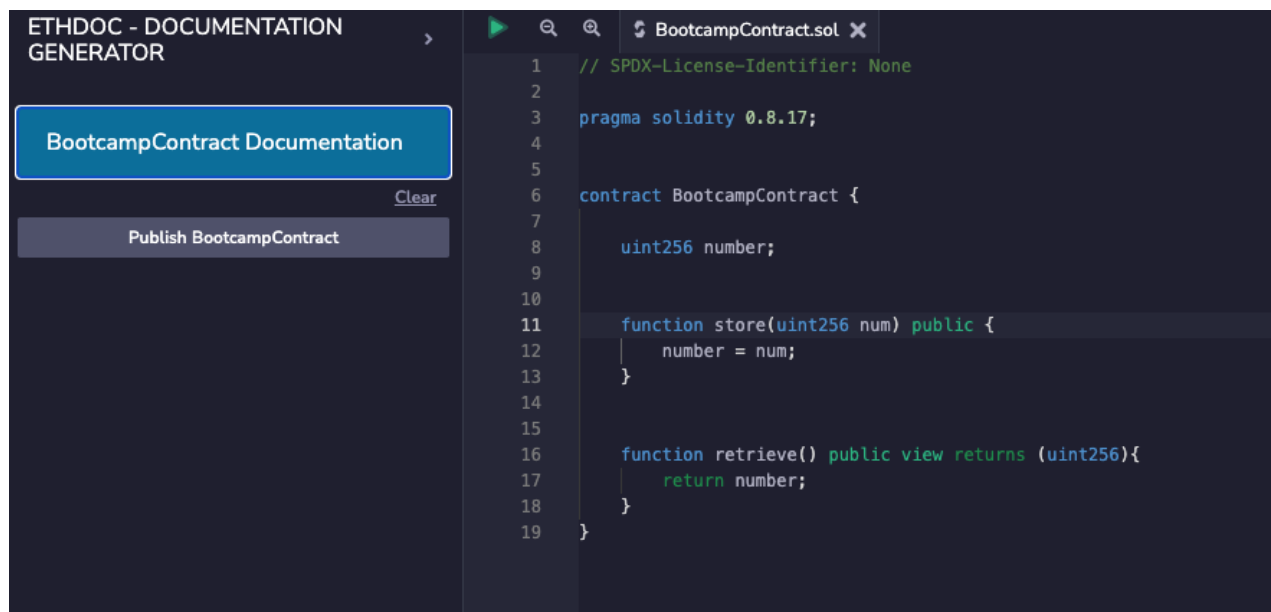 ETHDOC - DOCUMENTATION
GENERATOR
BootcampContract Documentation
Clear
Publish BootcampContract
BootcampContract.sol
1 // SPDX-License-Identifier: None
2
3 pragma solidity 0.8.17;
4
5
6 contract BootcampContract {
7
8     uint256 number;
9
10
11     function store(uint256 num) public {
12         number = num;
13     }
14
15
16     function retrieve() public view returns (uint256){
17         return number;
18     }
19 }